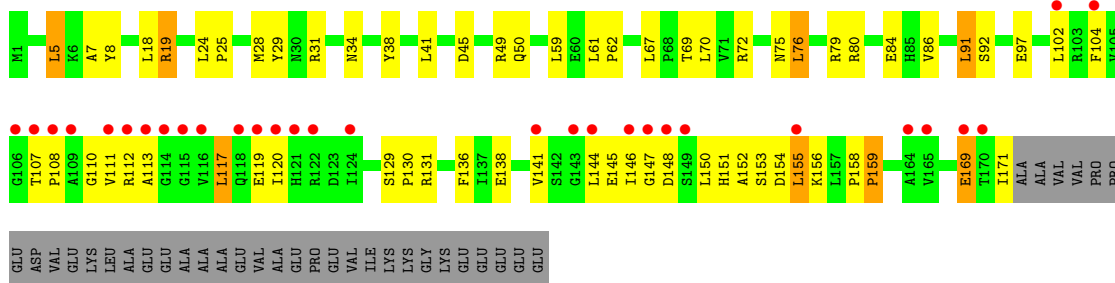 M1 L5 K6 A7 Y8 L18 R19 L24 P25 M28 Y29 N30 R31 N34 Y38 L41 D45 R49 Q50 L59 E60 L61 P62 L67 P68 T69 L70 V71 R72 N75 L76 R79 R80 E84 H85 V86 L91 S92 E97 L102 R103 F104 V105
G106 T107 P108 A109 G110 V111 R112 A113 G114 G115 V116 L117 Q118 E119 I120 H121 R122 D123 I124 S129 P130 R131 F136 I137 E138 V141 S142 G143 L144 E145 I146 G147 D148 S149 L150 H151 A152 S153 D154 L155 K156 L157 P158 P159 A164 V165 E169 T170 I171 ALA ALA VAL VAL PRO PRO
GLU ASP VAL GLU LYS LEU ALA GLU GLU ALA ALA ALA GLU VAL ALA GLU PRO GLU VAL ILE LYS LYS GLY LYS GLU GLU GLU GLU GLU